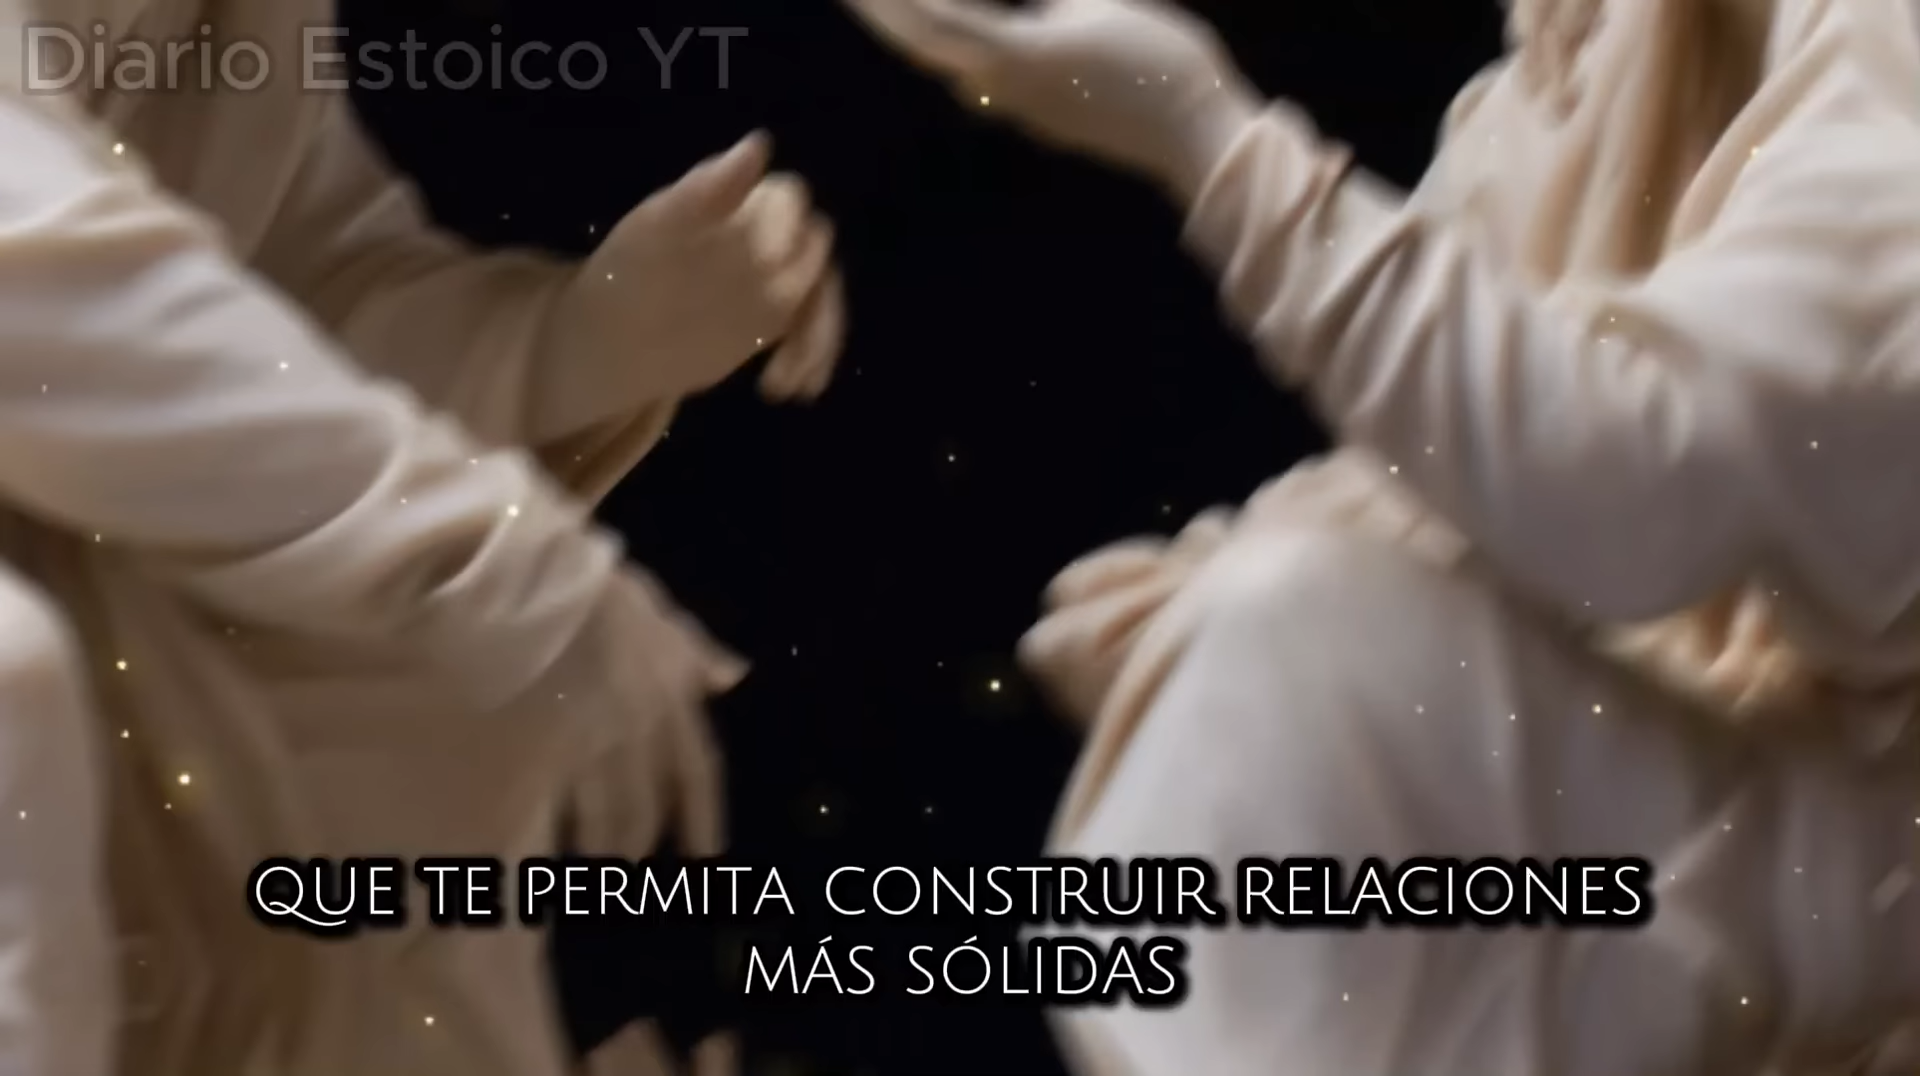 Diario Estoico YT
QUE TE PERMITA CONSTRUIR RELACIONES
MÁS SÓLIDAS